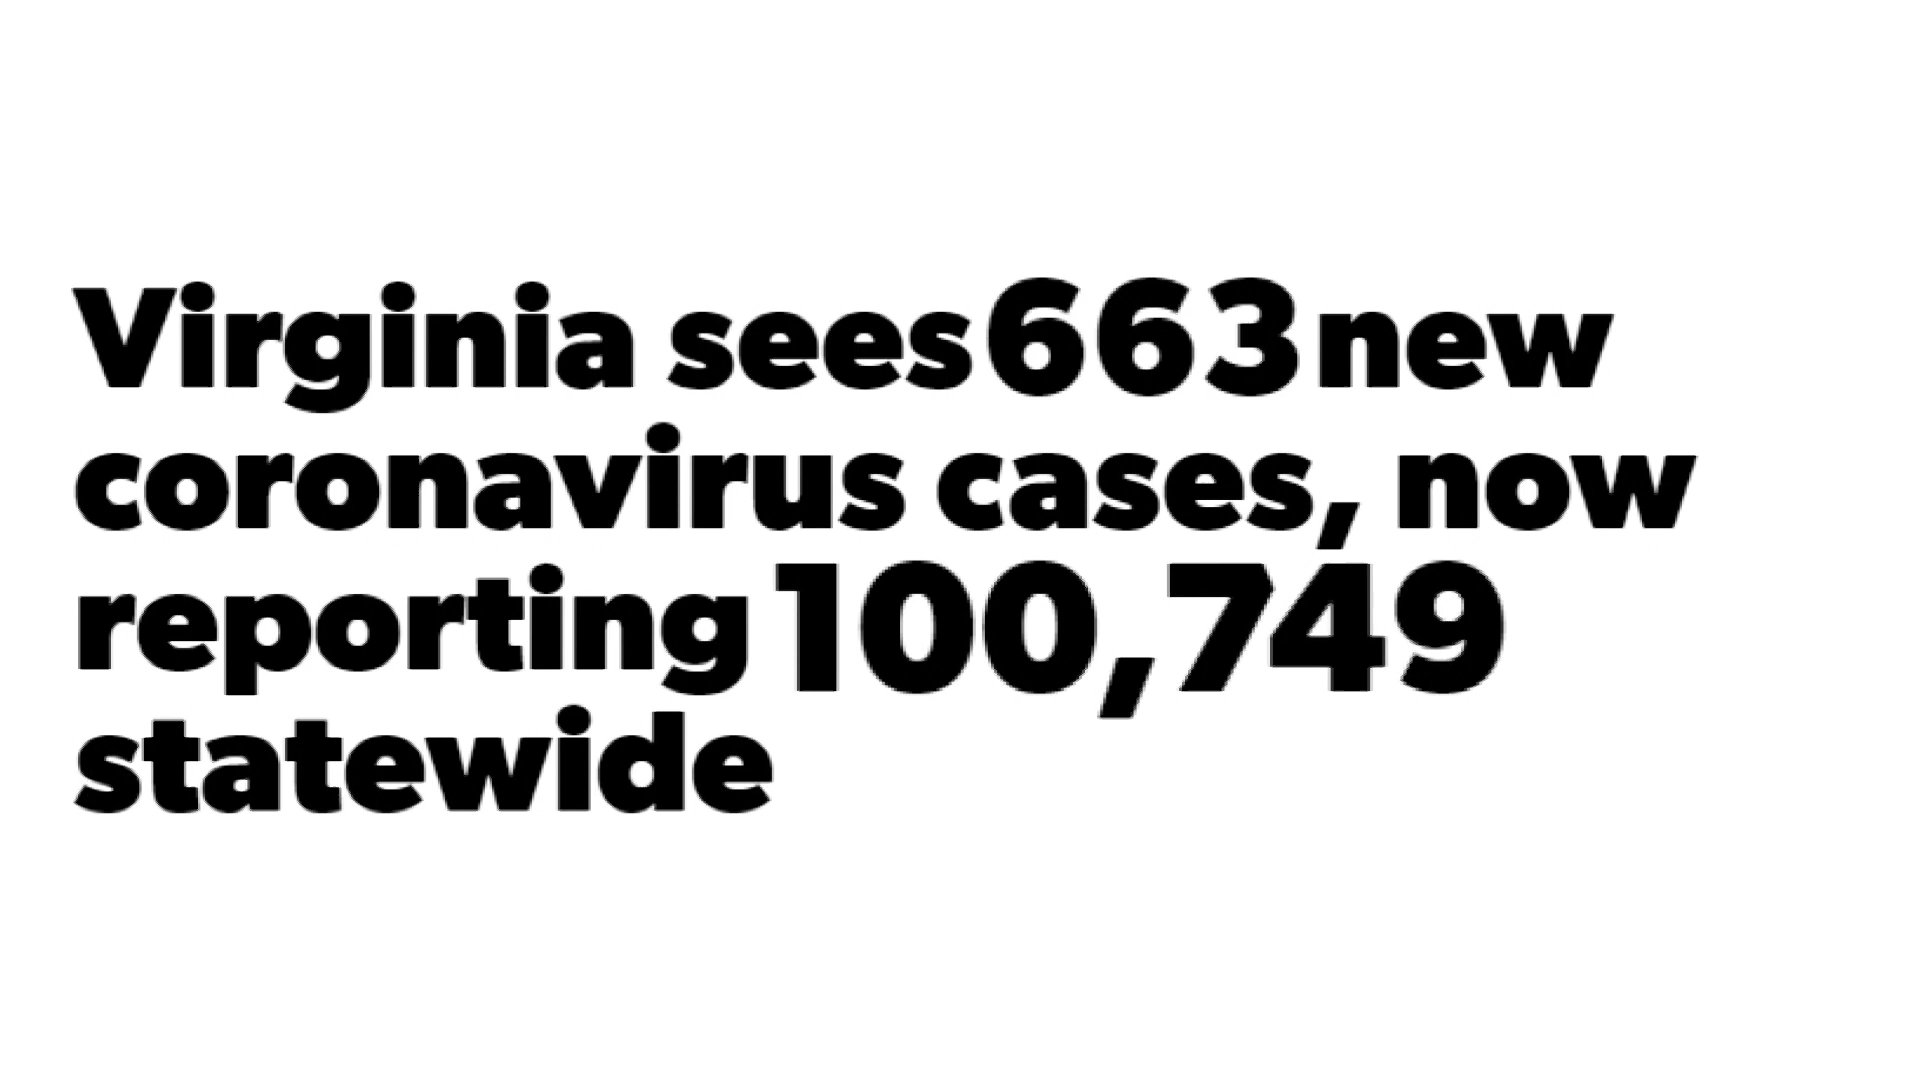 Virginia sees 663 new
coronavirus cases, now
reporting 100,749
statewide